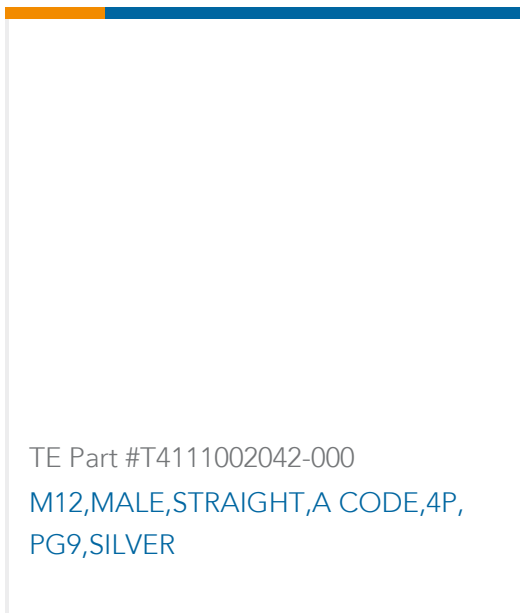 TE Part #T4111002042-000
M12,MALE,STRAIGHT,A CODE,4P,
PG9,SILVER